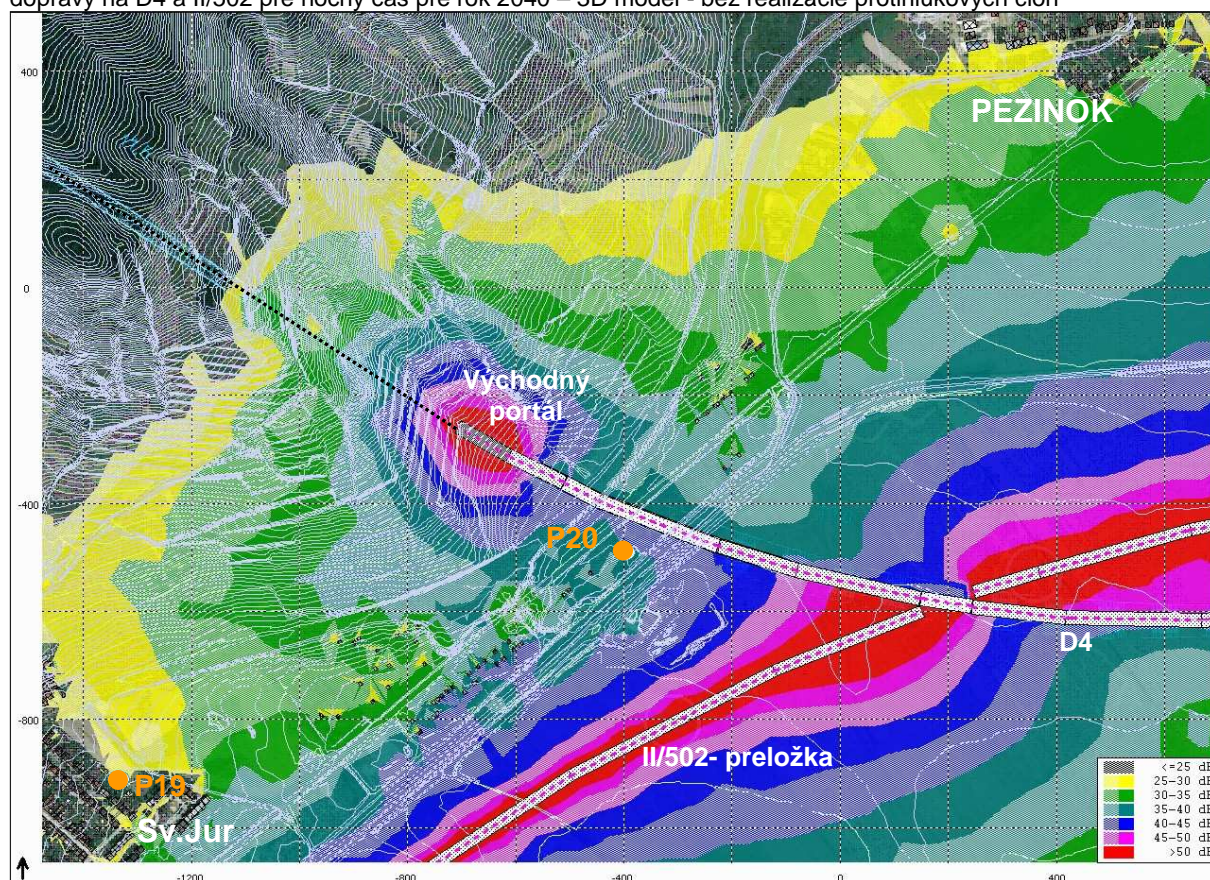 dopravy na D4 a II/502 pre nočný čas pre rok 2040 – 3D model - bez realizácie protihlukových clôn
400
PEZINOK
0
Východný
portál
-400
P20
D4
-800
II/502- preložka
P19
Sv.Jur
<=25 dB
25-30 dB
30-35 dB
35-40 dB
40-45 dB
45-50 dB
>50 dB
-1200
-800
-400
0
400